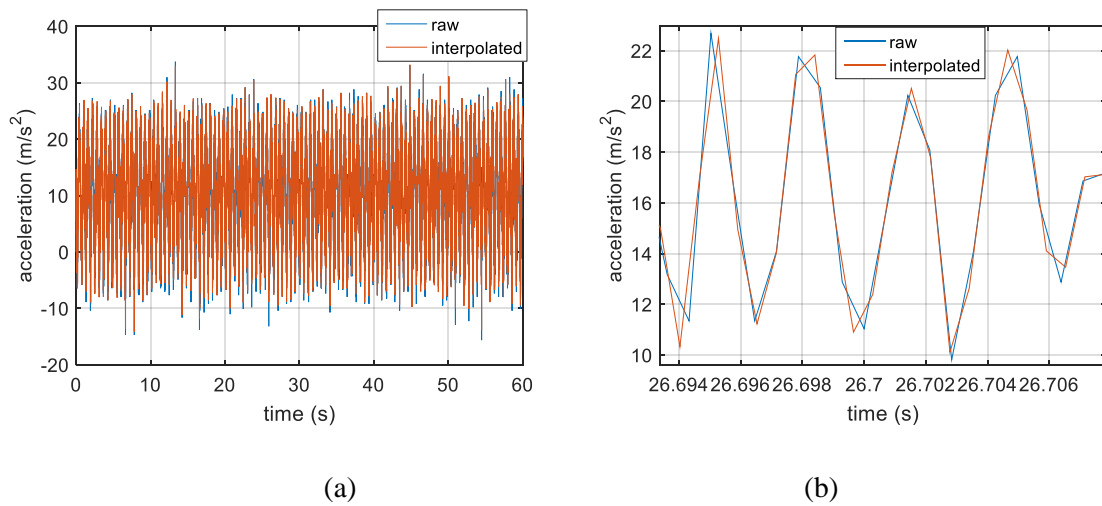 40
30
20
10
0
-10
-20
acceleration (m/s²)
raw
interpolated
0 10 20 30 40 50 60
time (s)
(a)
22
20
18
16
14
12
10
acceleration (m/s²)
raw
interpolated
26.694 26.696 26.698 26.7 26.702 26.704 26.706
time (s)
(b)